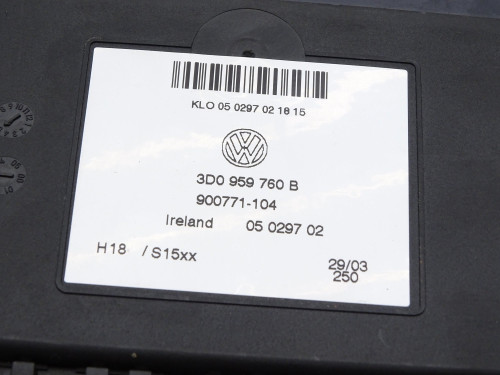 KLO 05 0297 02 18 15
3D0 959 760 B
900771-104
Ireland 05 0297 02
H18 / S15xx
29/03
250